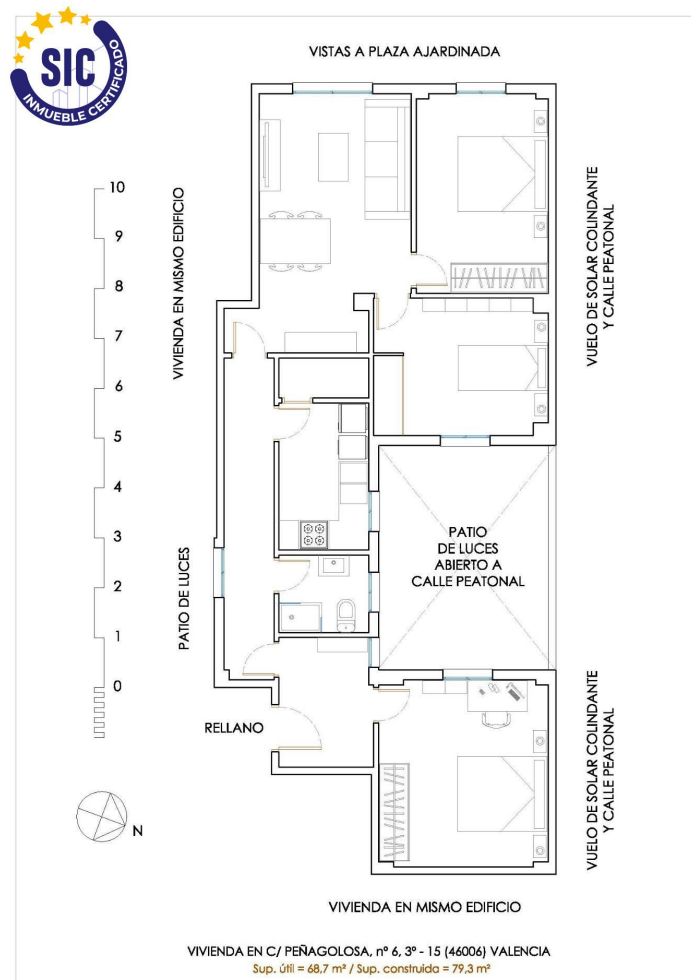 SIC
INMUEBLE CERTIFICADO
VISTAS A PLAZA AJARDINADA
10
9
8
7
6
5
4
3
2
1
0
VIVIENDA EN MISMO EDIFICIO
VUELO DE SOLAR COLINDANTE
Y CALLE PEATONAL
PATIO DE LUCES
PATIO
DE LUCES
ABIERTO A
CALLE PEATONAL
RELLANO
VUELO DE SOLAR COLINDANTE
Y CALLE PEATONAL
N
VIVIENDA EN MISMO EDIFICIO
VIVIENDA EN C/ PEÑAGOLOSA, nº 6, 3º - 15 (46006) VALENCIA
Sup. útil = 68,7 m² / Sup. construida = 79,3 m²